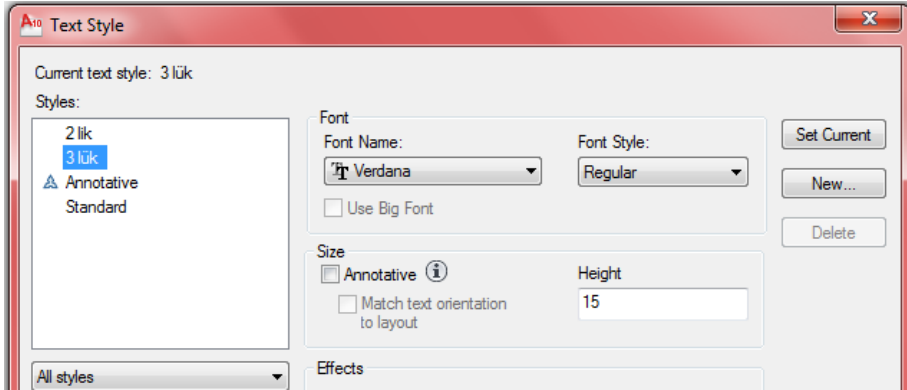 A10 Text Style
Current text style: 3 lük
Styles:
2 lik
3 lük
Annotative
Standard
All styles
Font
Font Name:
Verdana
Font Style:
Regular
Use Big Font
Size
Annotative
Match text orientation
to layout
Height
15
Effects
Set Current
New...
Delete